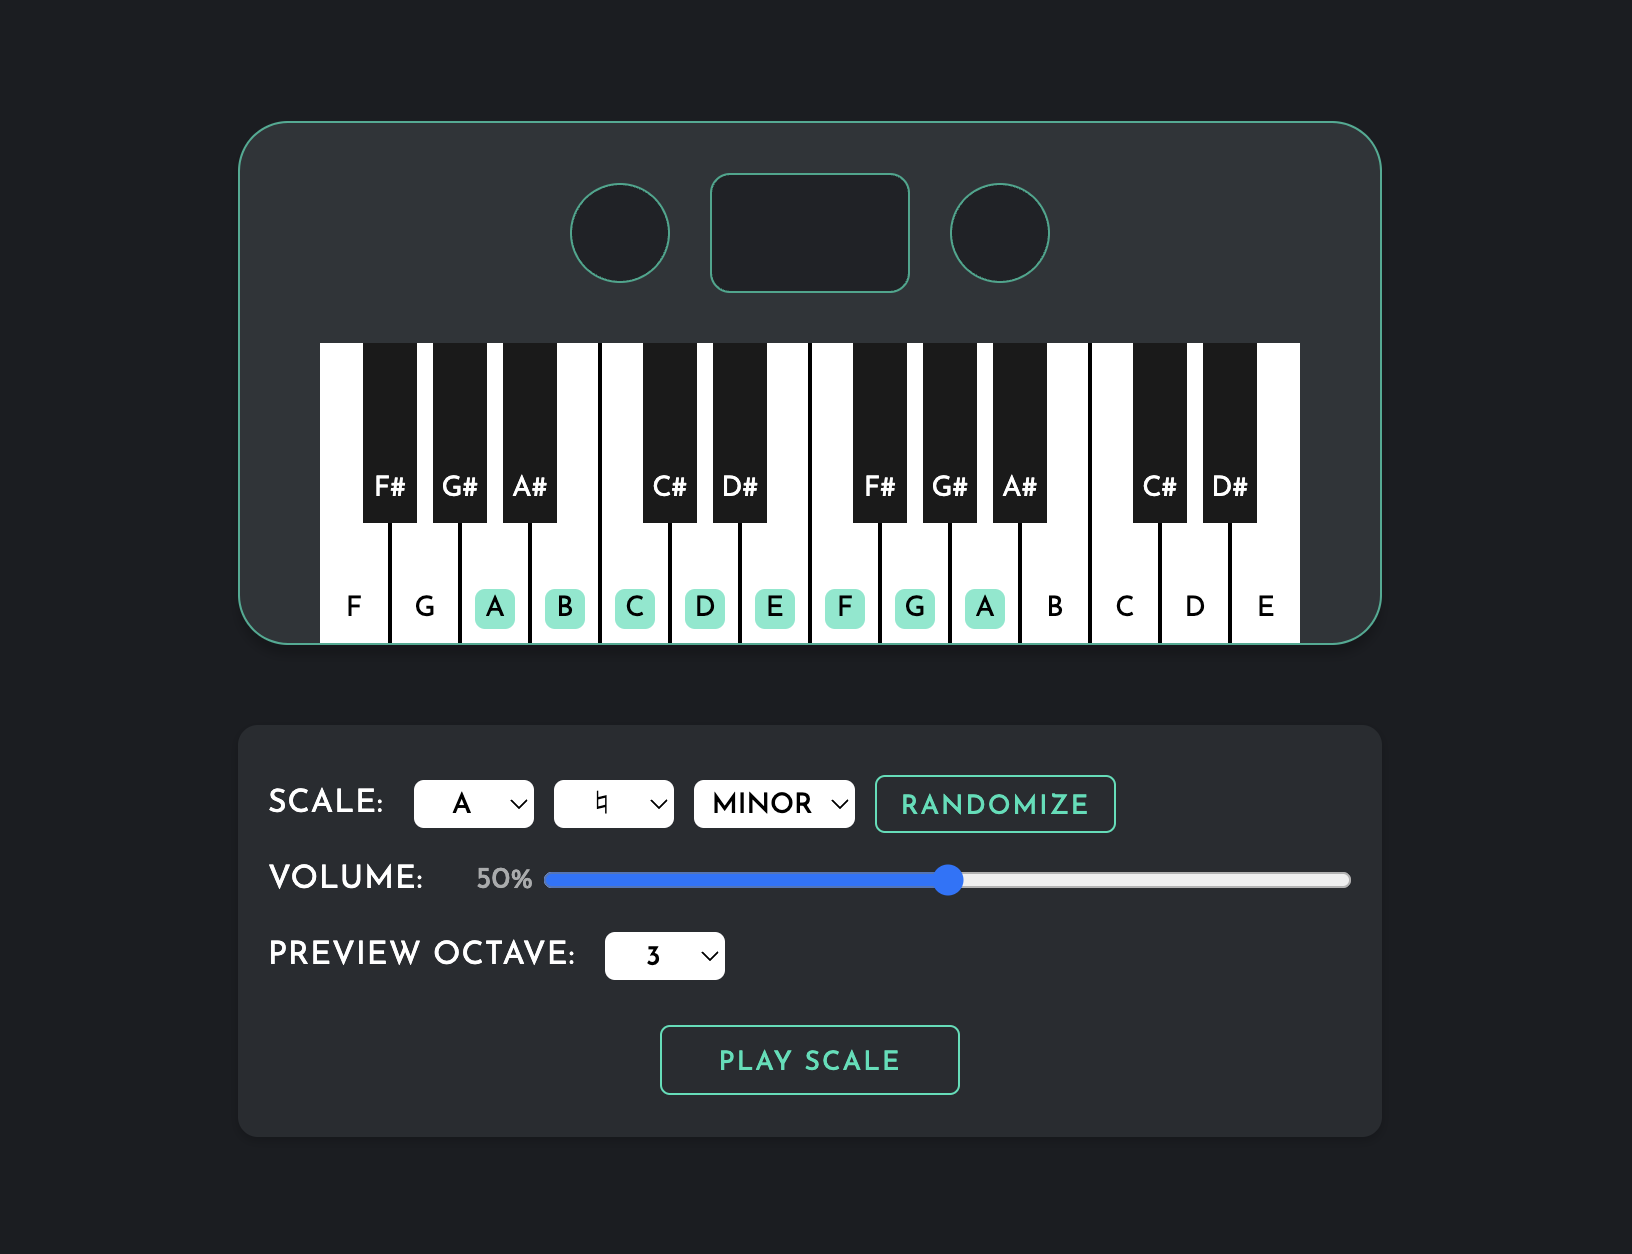 F# G# A# C# D# F# G# A# C# D#
F G A B C D E F G A B C D E
SCALE: A ♮ MINOR RANDOMIZE
VOLUME: 50%
PREVIEW OCTAVE: 3
PLAY SCALE